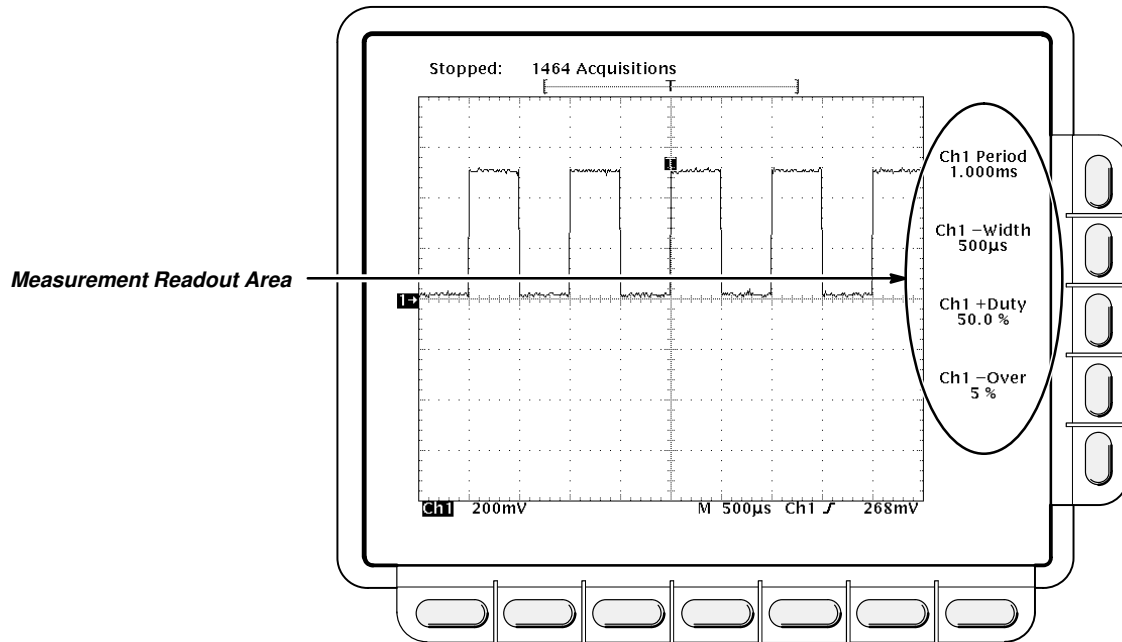 Stopped: 1464 Acquisitions
T
Ch1 Period
1.000ms
Ch1 −Width
500µs
Measurement Readout Area
1→
Ch1 +Duty
50.0 %
Ch1 −Over
5 %
Ch1 200mV M 500µs Ch1 ƒ 268mV